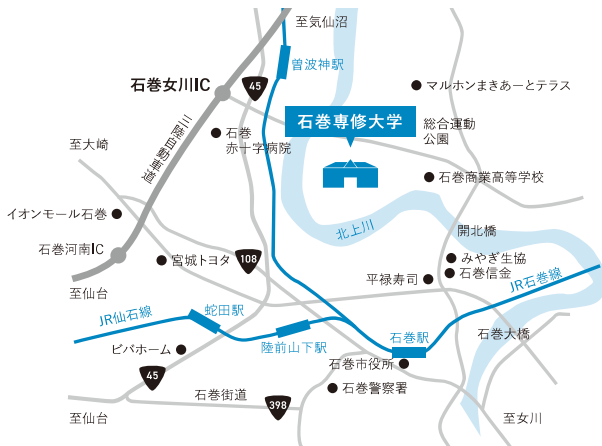 至気仙沼
曽波神駅
石巻女川IC
45
マルホンまきあーとテラス
石巻専修大学
総合運動
公園
三陸自動車道
石巻
赤十字病院
至大崎
石巻商業高等学校
イオンモール石巻
北上川
開北橋
石巻河南IC
宮城トヨタ
108
みやぎ生協
石巻信金
平禄寿司
JR石巻線
至仙台
JR仙石線
蛇田駅
陸前山下駅
石巻駅
石巻大橋
ビバホーム
石巻市役所
45
石巻街道
398
石巻警察署
至仙台
至女川